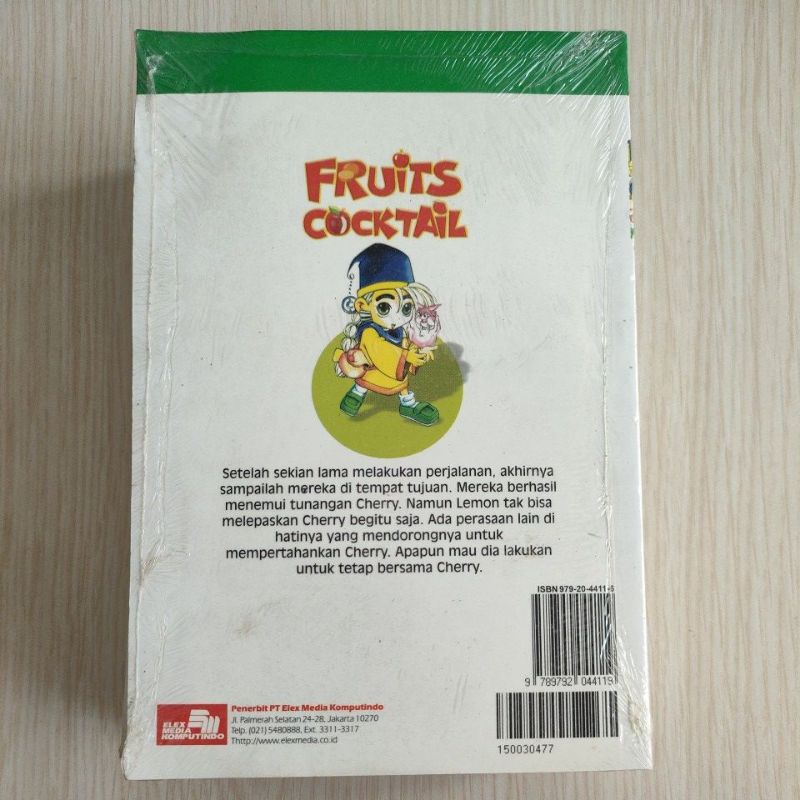 FRUITS
COCKTAIL
Setelah sekian lama melakukan perjalanan, akhirnya
sampailah mereka di tempat tujuan. Mereka berhasil
menemui tunangan Cherry. Namun Lemon tak bisa
melepaskan Cherry begitu saja. Ada perasaan lain di
hatinya yang mendorongnya untuk
mempertahankan Cherry. Apapun mau dia lakukan
untuk tetap bersama Cherry.
ISBN 979-20-4411-6
9 789792 044119
150030477
ELEX
MEDIA
KOMPUTINDO
Penerbit PT Elex Media Komputindo
Jl. Palmerah Selatan 24-28, Jakarta 10270
Telp. (021) 5480888, Ext. 3311-3317
Thttp://www.elexmedia.co.id